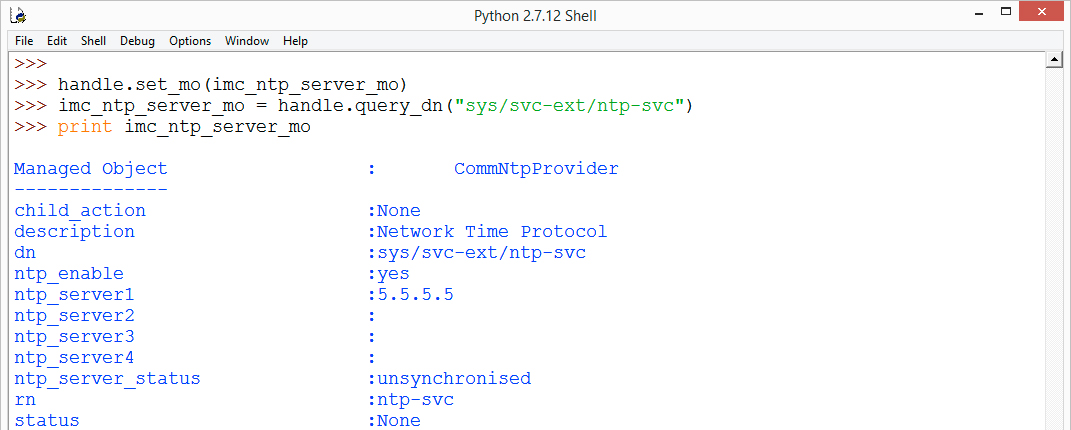 Python 2.7.12 Shell
File Edit Shell Debug Options Window Help
>>>
>>> handle.set_mo(imc_ntp_server_mo)
>>> imc_ntp_server_mo = handle.query_dn("sys/svc-ext/ntp-svc")
>>> print imc_ntp_server_mo
Managed Object : CommNtpProvider
--------------
child_action :None
description :Network Time Protocol
dn :sys/svc-ext/ntp-svc
ntp_enable :yes
ntp_server1 :5.5.5.5
ntp_server2 :
ntp_server3 :
ntp_server4 :
ntp_server_status :unsynchronised
rn :ntp-svc
status :None